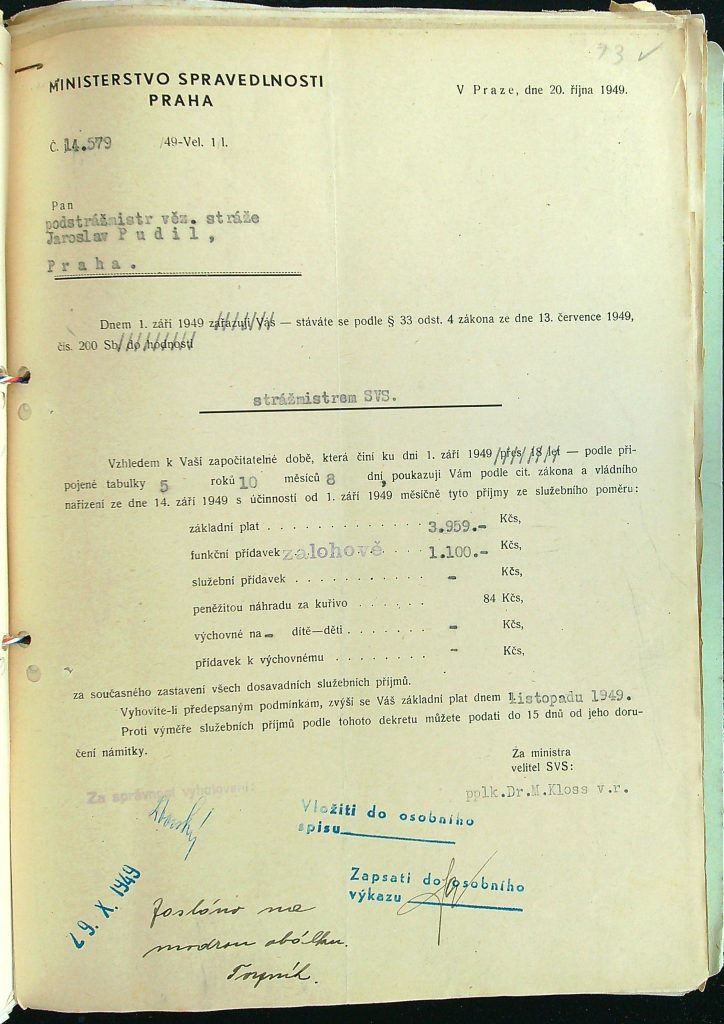 73 ✓
MINISTERSTVO SPRAVEDLNOSTI
PRAHA
V Praze, dne 20. října 1949.
Č. 14.579 /49-Vel. 1/I.
Pan
podstrážmistr věz. stráže
Jaroslav Pudil,
Praha.
Dnem 1. září 1949 zařazuji Vás — stáváte se podle § 33 odst. 4 zákona ze dne 13. července 1949,
čís. 200 Sb. do hodnosti
strážmistrem SVS.
Vzhledem k Vaší započitatelné době, která činí ku dni 1. září 1949 přes 18 let — podle při-
pojené tabulky 5 roků 10 měsíců 8 dní, poukazuji Vám podle cit. zákona a vládního
nařízení ze dne 14. září 1949 s účinností od 1. září 1949 měsíčně tyto příjmy ze služebního poměru:
základní plat . . . . . . . . . . . . . 3.959.- Kčs,
funkční přídavek zálohově . . . . 1.100.- Kčs,
služební přídavek . . . . . . . . . . . - Kčs,
peněžitou náhradu za kuřivo . . . . . . 84 Kčs,
výchovné na - dítě—děti . . . . . . . - Kčs,
přídavek k výchovnému . . . . . . . . - Kčs,
za současného zastavení všech dosavadních služebních příjmů.
Vyhovíte-li předepsaným podmínkám, zvýší se Váš základní plat dnem 1. listopadu 1949.
Proti výměře služebních příjmů podle tohoto dekretu můžete podati do 15 dnů od jeho doru-
čení námitky.
Za ministra
velitel SVS:
pplk.Dr.M.Kloss v.r.
Za správnost vyhotovení:
Vložiti do osobního
spisu
Zapsati do osobního
výkazu
29. X. 1949
Zasláno na
modrou obálku.